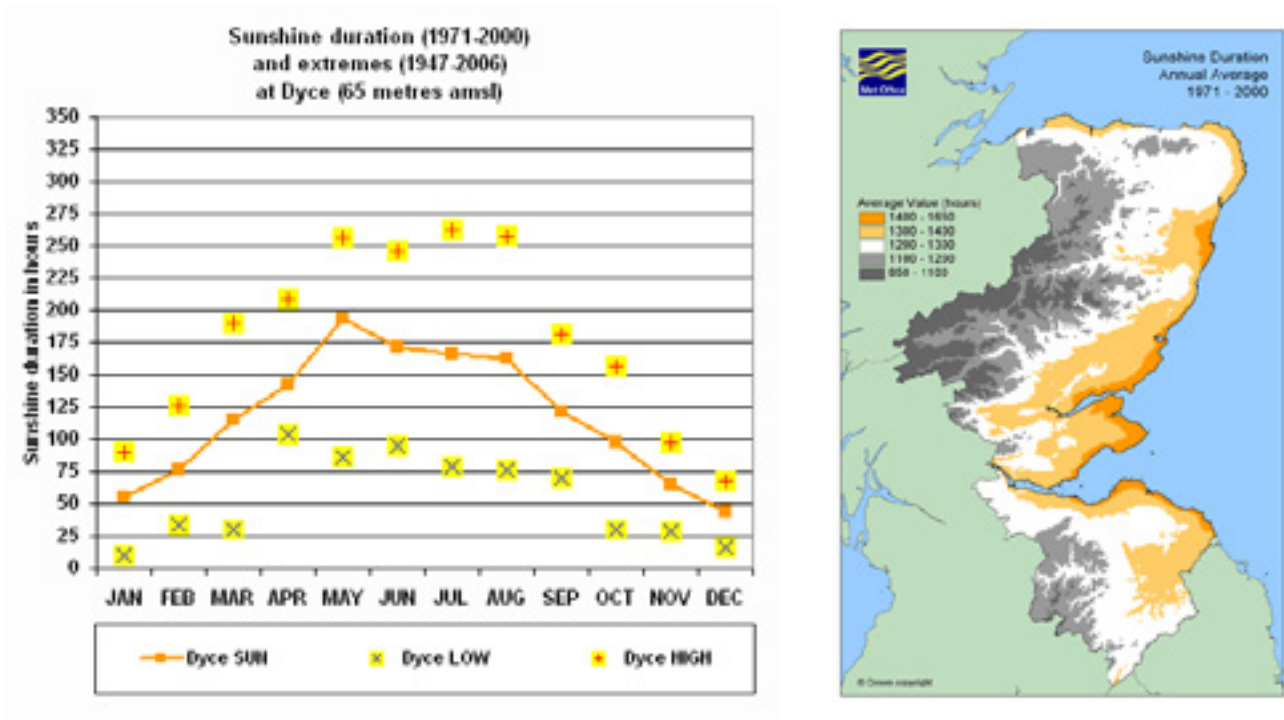 Sunshine duration (1971-2000)
and extremes (1947-2006)
at Dyce (65 metres amsl)
Sunshine duration in hours
350
325
300
275
250
225
200
175
150
125
100
75
50
25
0
JAN FEB MAR APR MAY JUN JUL AUG SEP OCT NOV DEC
Dyce SUN Dyce LOW Dyce HIGH
Met Office
Sunshine Duration
Annual Average
1971 - 2000
Average Value (hours)
1400 - 1650
1300 - 1400
1200 - 1300
1100 - 1200
850 - 1100
© Crown copyright